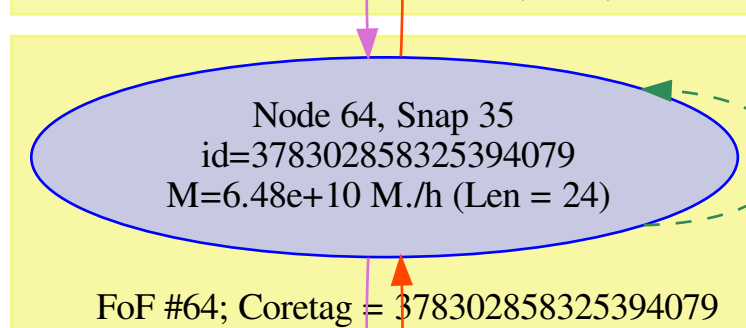 Node 64, Snap 35
id=378302858325394079
M=6.48e+10 M./h (Len = 24)
FoF #64; Coretag = 378302858325394079